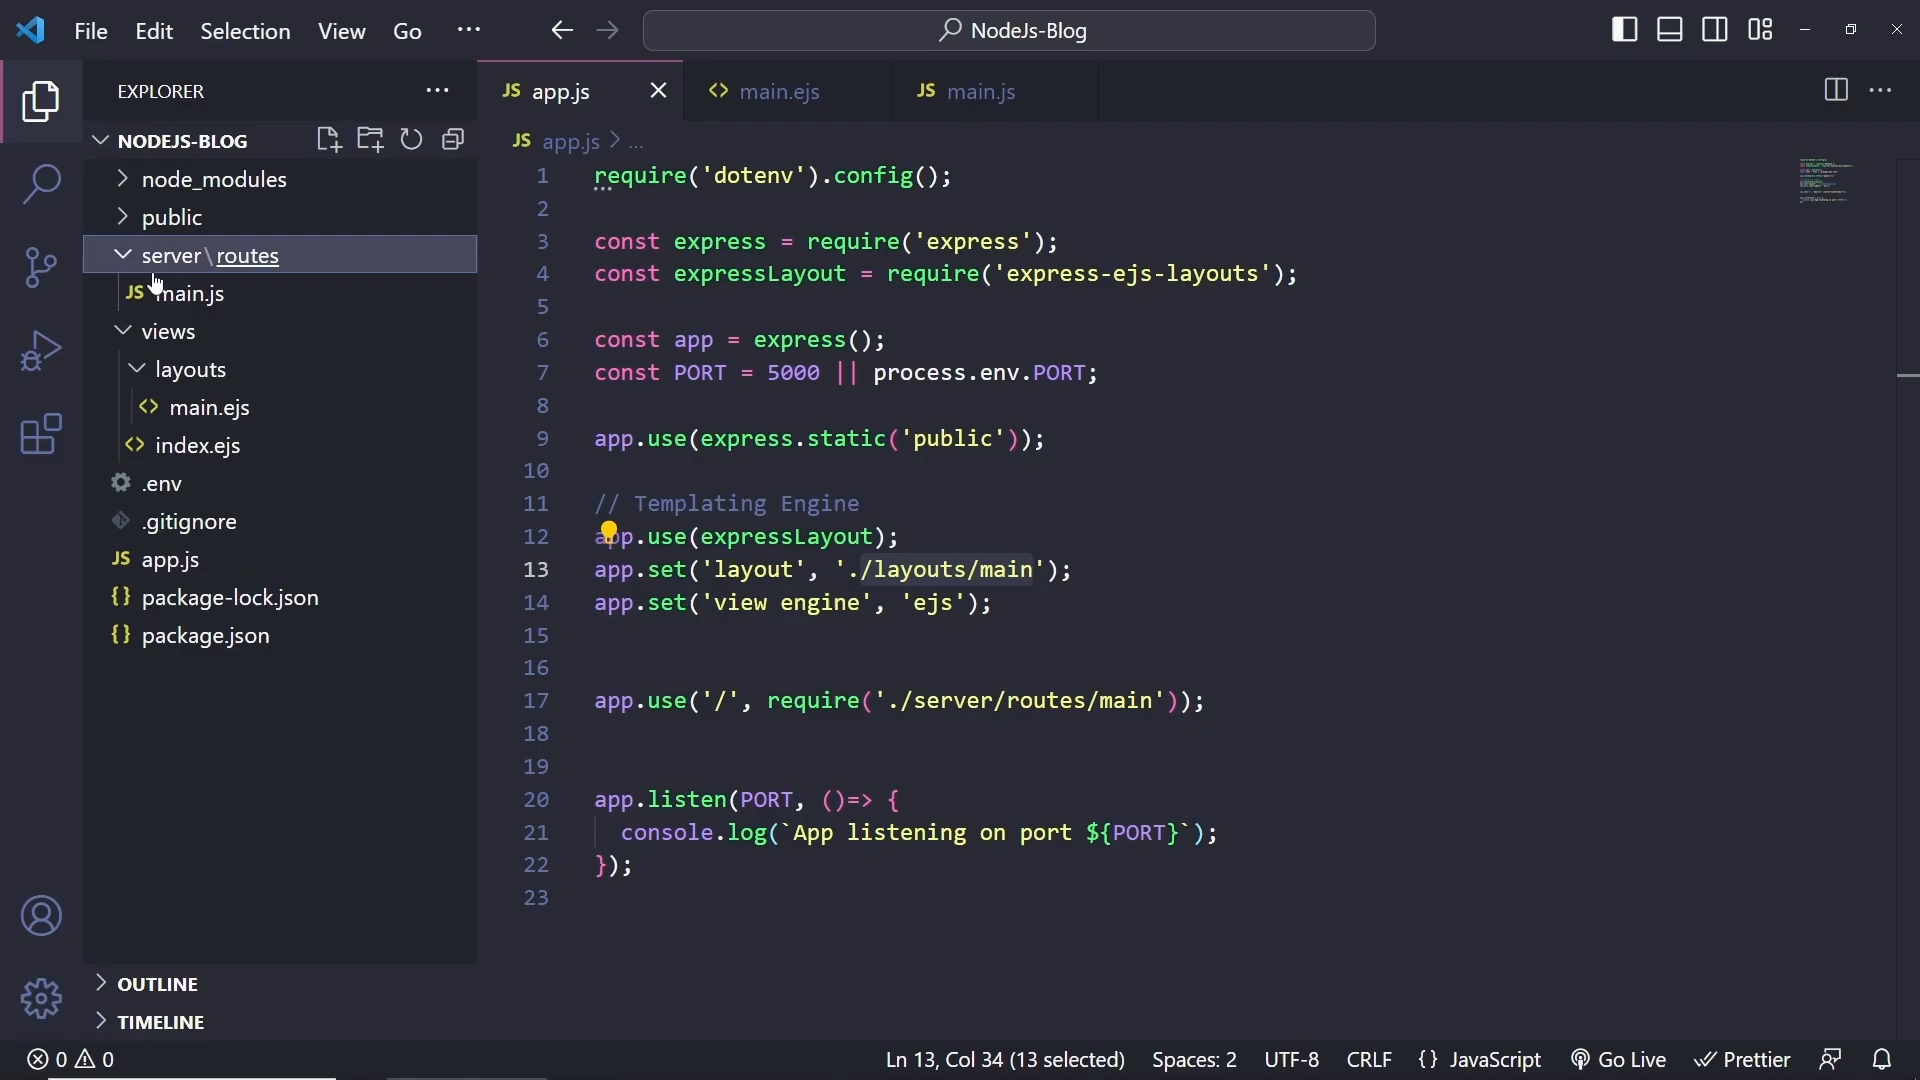 File Edit Selection View Go ···
NodeJs-Blog
EXPLORER ···
NODEJS-BLOG
node_modules
public
server\routes
JS main.js
views
layouts
<> main.ejs
<> index.ejs
.env
.gitignore
JS app.js
{} package-lock.json
{} package.json
OUTLINE
TIMELINE
JS app.js
<> main.ejs
JS main.js
JS app.js > ...
1 require('dotenv').config();
2
3 const express = require('express');
4 const expressLayout = require('express-ejs-layouts');
5
6 const app = express();
7 const PORT = 5000 || process.env.PORT;
8
9 app.use(express.static('public'));
10
11 // Templating Engine
12 app.use(expressLayout);
13 app.set('layout', './layouts/main');
14 app.set('view engine', 'ejs');
15
16
17 app.use('/', require('./server/routes/main'));
18
19
20 app.listen(PORT, ()=> {
21 console.log(`App listening on port ${PORT}`);
22 });
23
0 0 Ln 13, Col 34 (13 selected) Spaces: 2 UTF-8 CRLF {} JavaScript Go Live Prettier